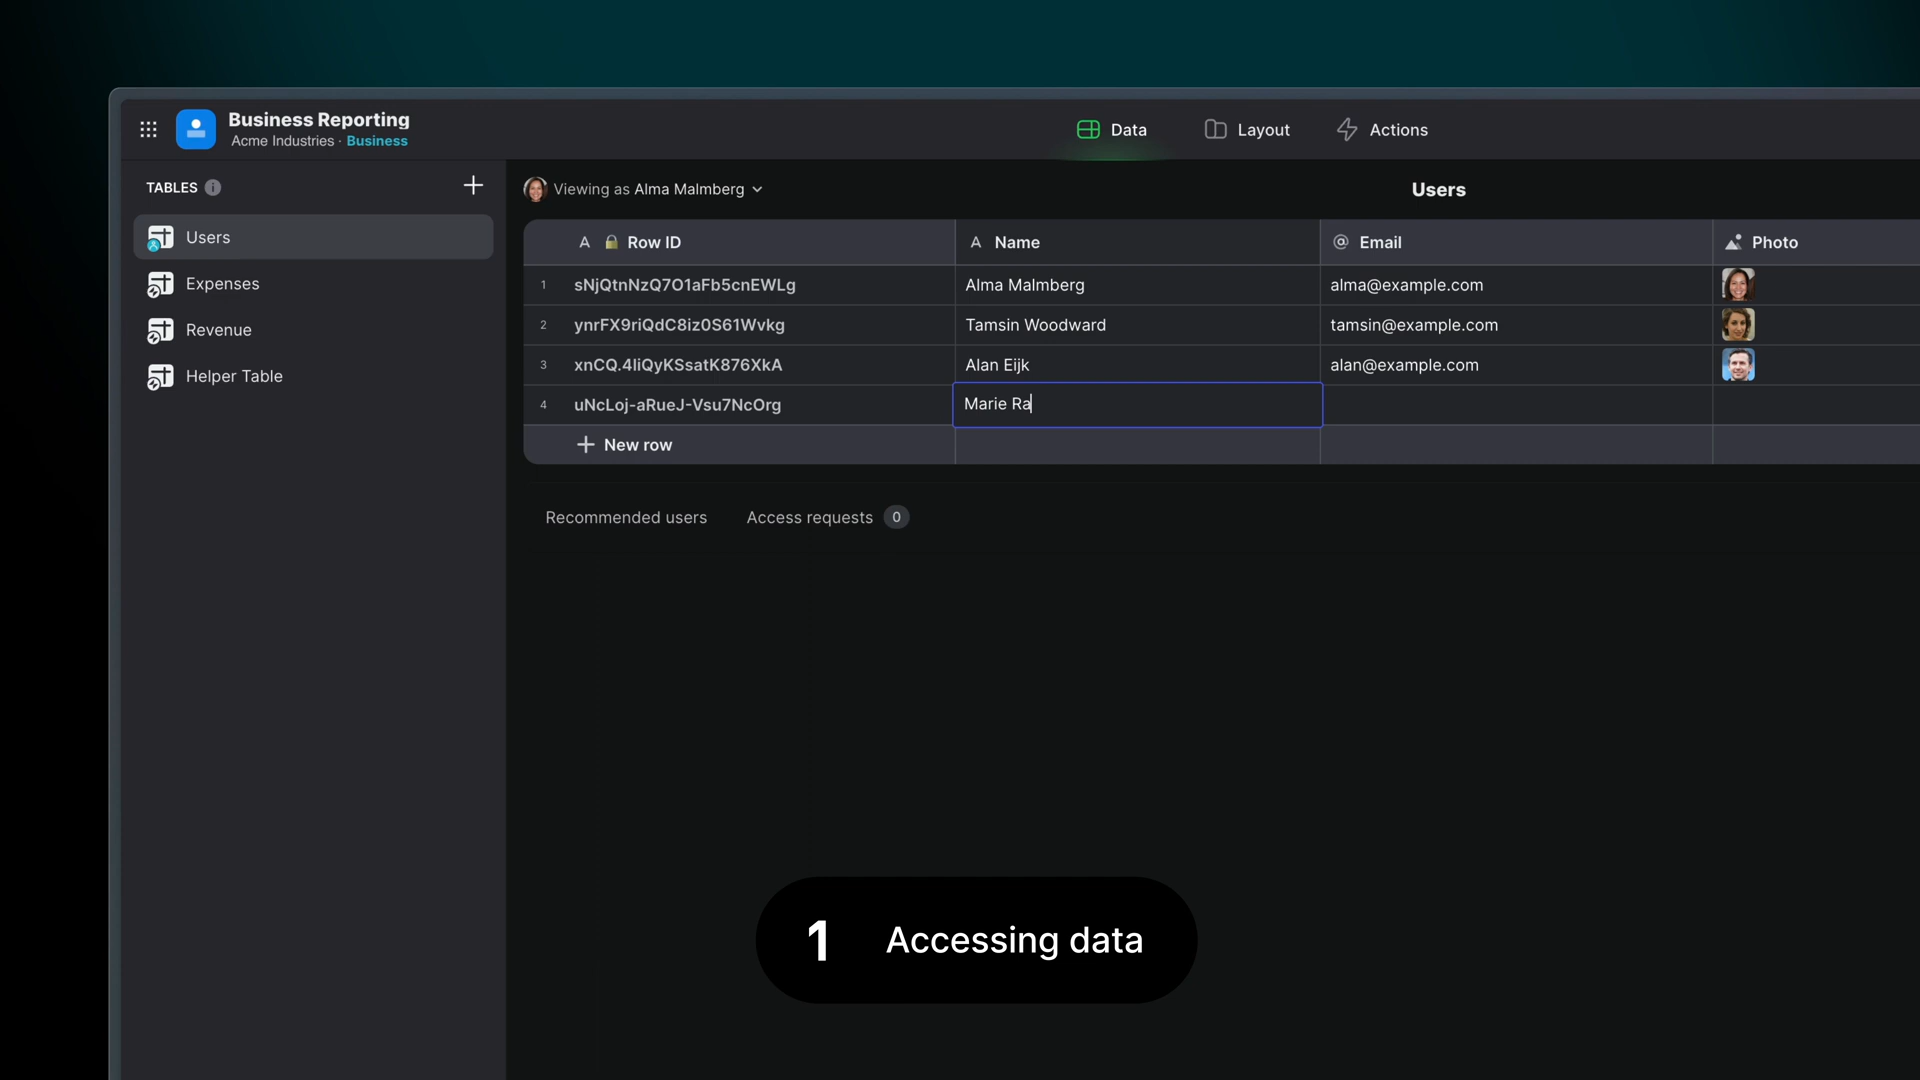 Business Reporting
Acme Industries · Business
Data
Layout
Actions
TABLES
Users
Expenses
Revenue
Helper Table
Viewing as Alma Malmberg
Users
A Row ID
A Name
@ Email
Photo
1 sNjQtnNzQ7O1aFb5cnEWLg Alma Malmberg alma@example.com
2 ynrFX9riQdC8iz0S61Wvkg Tamsin Woodward tamsin@example.com
3 xnCQ.4liQyKSsatK876XkA Alan Eijk alan@example.com
4 uNcLoj-aRueJ-Vsu7NcOrg Marie Ra
New row
Recommended users
Access requests 0
1 Accessing data